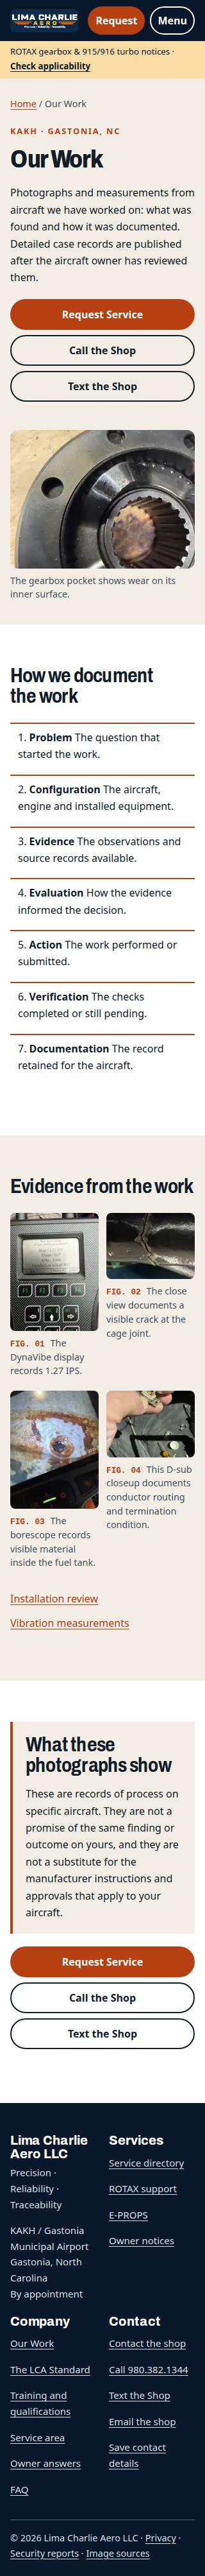 LIMA CHARLIE
AERO
Request
Menu
ROTAX gearbox & 915/916 turbo notices ·
Check applicability
Home / Our Work
KAKH · GASTONIA, NC
Our Work
Photographs and measurements from
aircraft we have worked on: what was
found and how it was documented.
Detailed case records are published
after the aircraft owner has reviewed
them.
Request Service
Call the Shop
Text the Shop
The gearbox pocket shows wear on its
inner surface.
How we document
the work
1. Problem The question that
started the work.
2. Configuration The aircraft,
engine and installed equipment.
3. Evidence The observations and
source records available.
4. Evaluation How the evidence
informed the decision.
5. Action The work performed or
submitted.
6. Verification The checks
completed or still pending.
7. Documentation The record
retained for the aircraft.
Evidence from the work
FIG. 01 The
DynaVibe display
records 1.27 IPS.
FIG. 02 The close
view documents a
visible crack at the
cage joint.
FIG. 03 The
borescope records
visible material
inside the fuel tank.
FIG. 04 This D-sub
closeup documents
conductor routing
and termination
condition.
Installation review
Vibration measurements
What these
photographs show
These are records of process on
specific aircraft. They are not a
promise of the same finding or
outcome on yours, and they are
not a substitute for the
manufacturer instructions and
approvals that apply to your
aircraft.
Request Service
Call the Shop
Text the Shop
Lima Charlie
Aero LLC
Precision ·
Reliability ·
Traceability
KAKH / Gastonia
Municipal Airport
Gastonia, North
Carolina
By appointment
Services
Service directory
ROTAX support
E-PROPS
Owner notices
Company
Our Work
The LCA Standard
Training and
qualifications
Service area
Owner answers
FAQ
Contact
Contact the shop
Call 980.382.1344
Text the Shop
Email the shop
Save contact
details
© 2026 Lima Charlie Aero LLC · Privacy ·
Security reports · Image sources